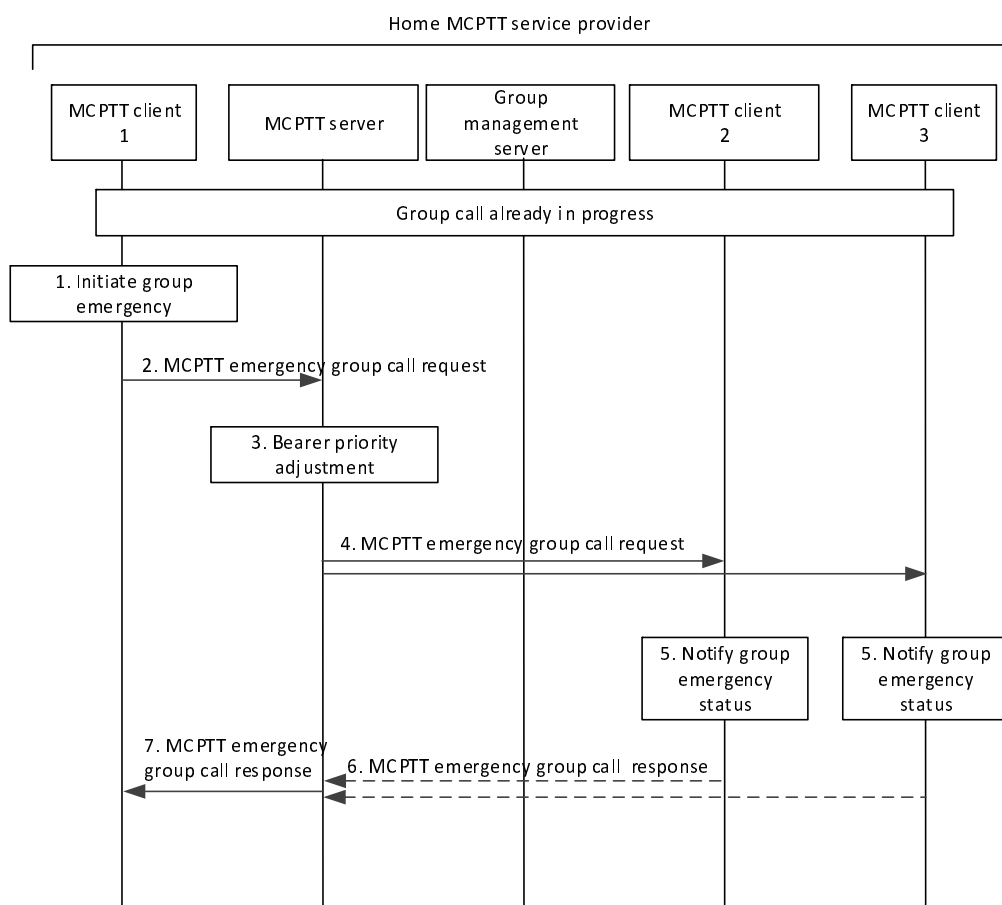 Home MCPTT service provider
MCPTT client
1
MCPTT server
Group
management
server
MCPTT client
2
MCPTT client
3
Group call already in progress
1. Initiate group
emergency
2. MCPTT emergency group call request
3. Bearer priority
adjustment
4. MCPTT emergency group call request
5. Notify group
emergency
status
5. Notify group
emergency
status
7. MCPTT emergency
group call response
6. MCPTT emergency group call response